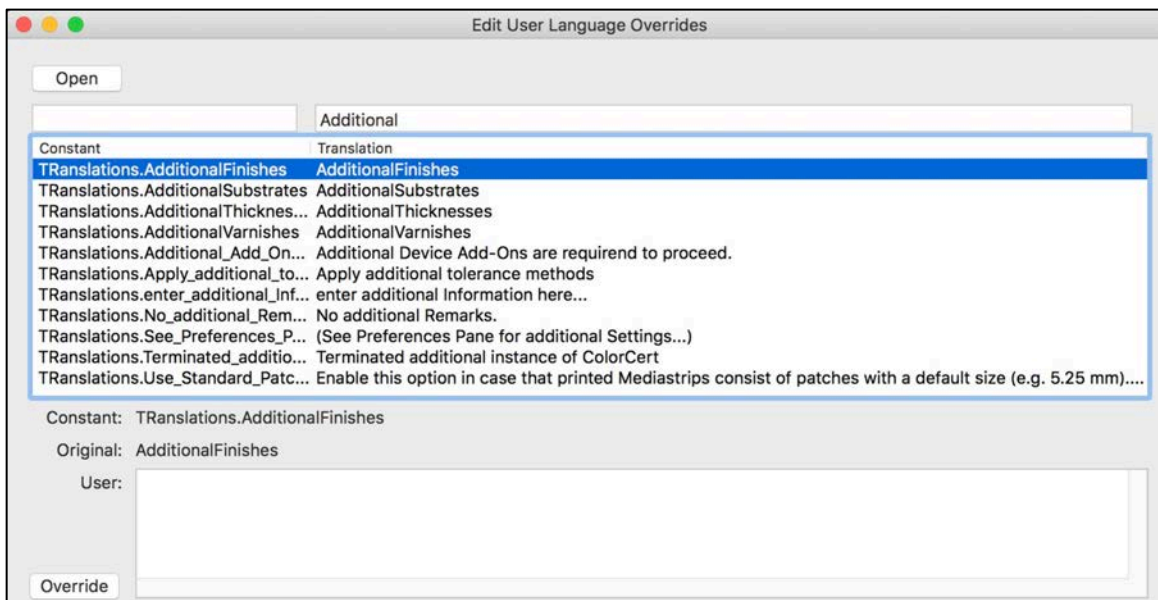 Edit User Language Overrides
Open
Additional
Constant Translation
TRanslations.AdditionalFinishes AdditionalFinishes
TRanslations.AdditionalSubstrates AdditionalSubstrates
TRanslations.AdditionalThicknes... AdditionalThicknesses
TRanslations.AdditionalVarnishes AdditionalVarnishes
TRanslations.Additional_Add_On... Additional Device Add-Ons are requirend to proceed.
TRanslations.Apply_additional_to... Apply additional tolerance methods
TRanslations.enter_additional_Inf... enter additional Information here...
TRanslations.No_additional_Rem... No additional Remarks.
TRanslations.See_Preferences_P... (See Preferences Pane for additional Settings...)
TRanslations.Terminated_additio... Terminated additional instance of ColorCert
TRanslations.Use_Standard_Patc... Enable this option in case that printed Mediastrips consist of patches with a default size (e.g. 5.25 mm)....
Constant: TRanslations.AdditionalFinishes
Original: AdditionalFinishes
User:
Override